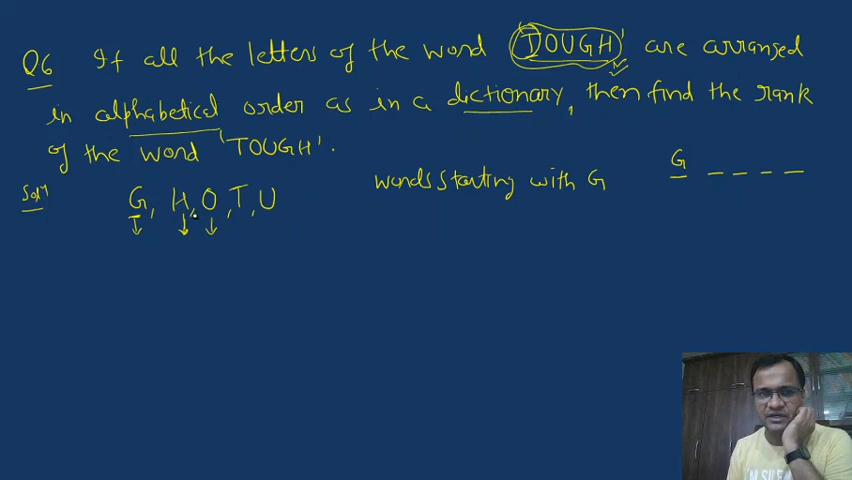 Q6 If all the letters of the word 'TOUGH' are arranged
in alphabetical order as in a dictionary, then find the rank
of the word 'TOUGH'.
Solⁿ G, H, O, T, U
words starting with G G _ _ _ _